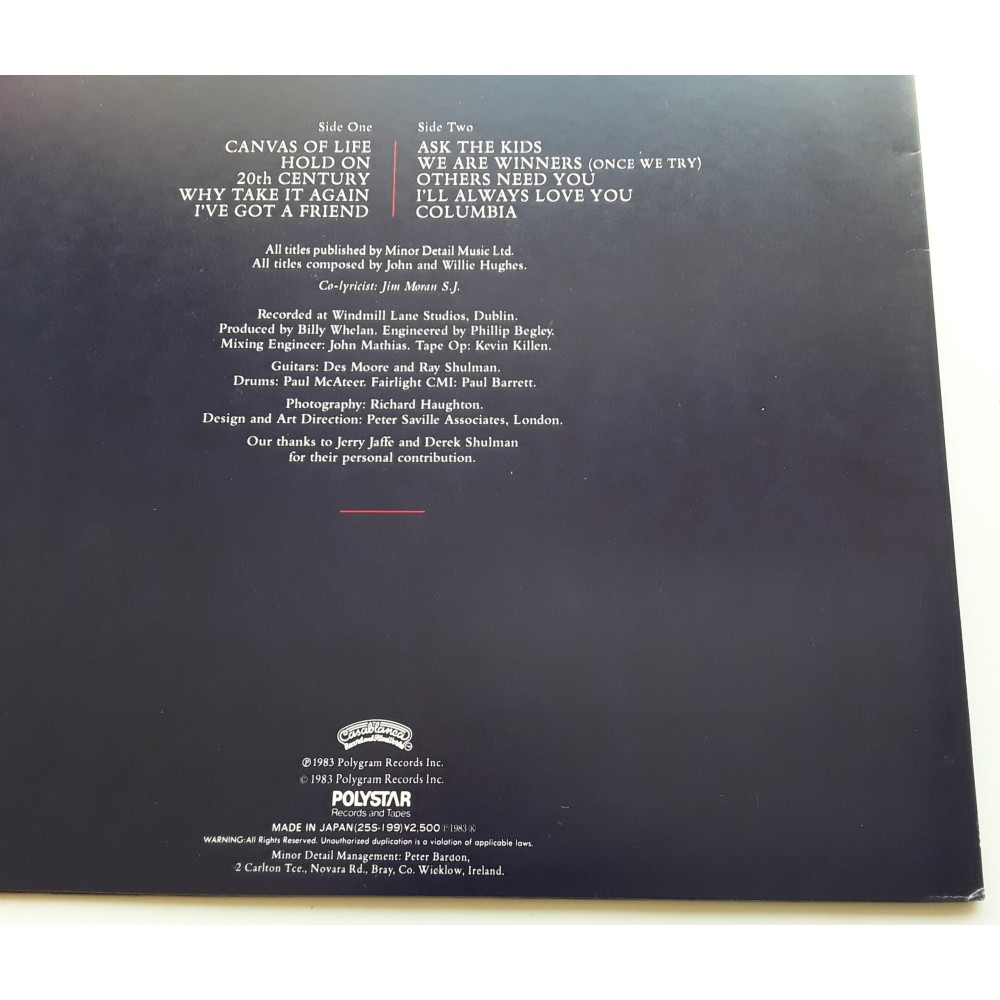 Side One
CANVAS OF LIFE
HOLD ON
20th CENTURY
WHY TAKE IT AGAIN
I'VE GOT A FRIEND
Side Two
ASK THE KIDS
WE ARE WINNERS (ONCE WE TRY)
OTHERS NEED YOU
I'LL ALWAYS LOVE YOU
COLUMBIA
All titles published by Minor Detail Music Ltd.
All titles composed by John and Willie Hughes.
Co-lyricist: Jim Moran S.J.
Recorded at Windmill Lane Studios, Dublin.
Produced by Billy Whelan. Engineered by Phillip Begley.
Mixing Engineer: John Mathias. Tape Op: Kevin Killen.
Guitars: Des Moore and Ray Shulman.
Drums: Paul McAteer. Fairlight CMI: Paul Barrett.
Photography: Richard Haughton.
Design and Art Direction: Peter Saville Associates, London.
Our thanks to Jerry Jaffe and Derek Shulman
for their personal contribution.
Casablanca
Record and FilmWorks
℗ 1983 Polygram Records Inc.
© 1983 Polygram Records Inc.
POLYSTAR
Records and Tapes
MADE IN JAPAN(25S-199)¥2,500 ℗1983 Ⓚ
WARNING: All Rights Reserved. Unauthorized duplication is a violation of applicable laws.
Minor Detail Management: Peter Bardon,
2 Carlton Tce., Novara Rd., Bray, Co. Wicklow, Ireland.